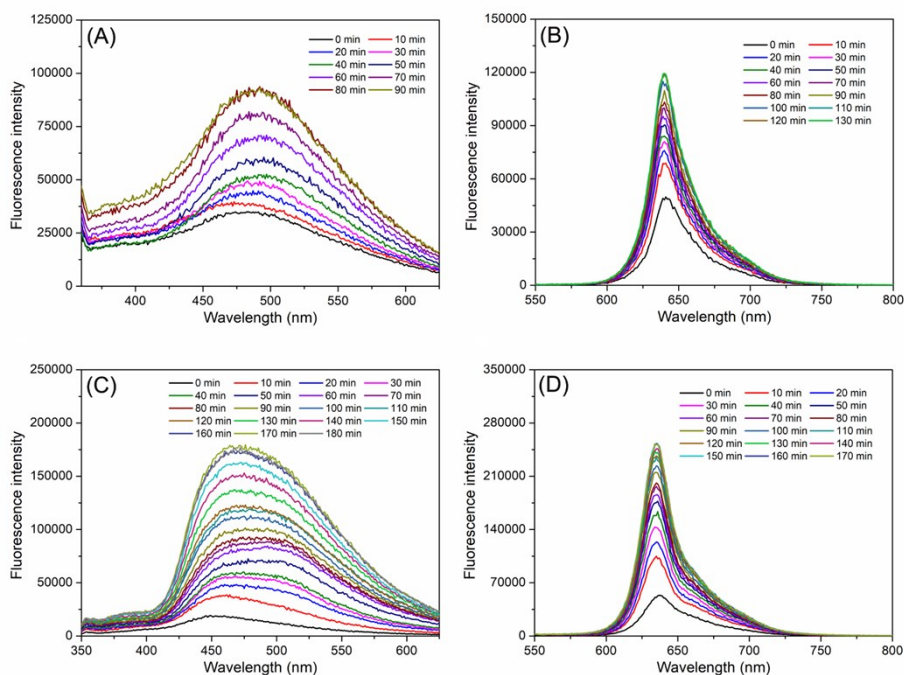 (A)
0 min 10 min
20 min 30 min
40 min 50 min
60 min 70 min
80 min 90 min
125000
100000
75000
50000
25000
0
Fluorescence intensity
400 450 500 550 600
Wavelength (nm)
(B)
0 min 10 min
20 min 30 min
40 min 50 min
60 min 70 min
80 min 90 min
100 min 110 min
120 min 130 min
150000
120000
90000
60000
30000
0
Fluorescence intensity
550 600 650 700 750 800
Wavelength (nm)
(C)
0 min 10 min 20 min 30 min
40 min 50 min 60 min 70 min
80 min 90 min 100 min 110 min
120 min 130 min 140 min 150 min
160 min 170 min 180 min
250000
200000
150000
100000
50000
0
Fluorescence intensity
350 400 450 500 550 600
Wavelength (nm)
(D)
0 min 10 min 20 min
30 min 40 min 50 min
60 min 70 min 80 min
90 min 100 min 110 min
120 min 130 min 140 min
150 min 160 min 170 min
350000
280000
210000
140000
70000
0
Fluorescence intensity
550 600 650 700 750 800
Wavelength (nm)